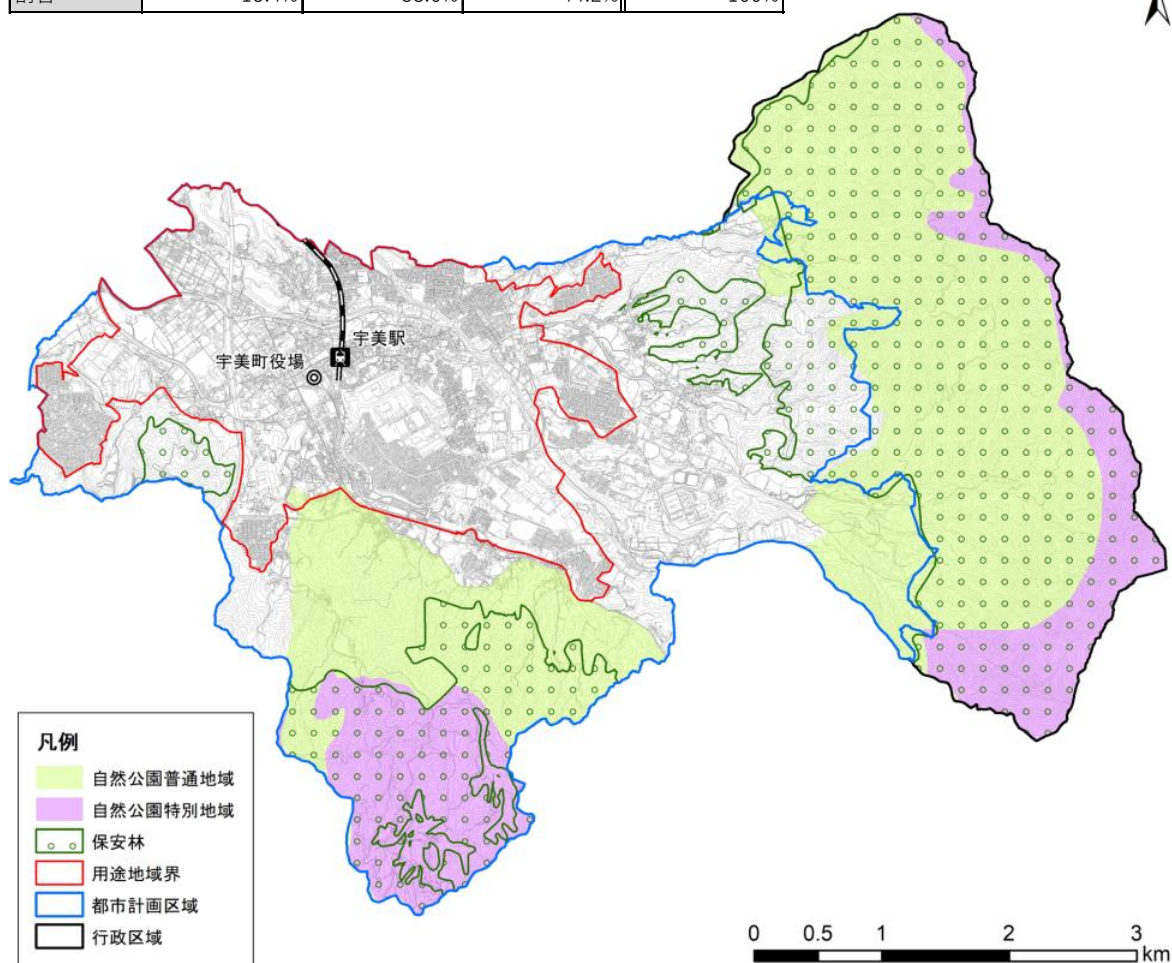 100%
宇美駅
宇美町役場
凡例
自然公園普通地域
自然公園特別地域
保安林
用途地域界
都市計画区域
行政区域
0 0.5 1 2 3
km